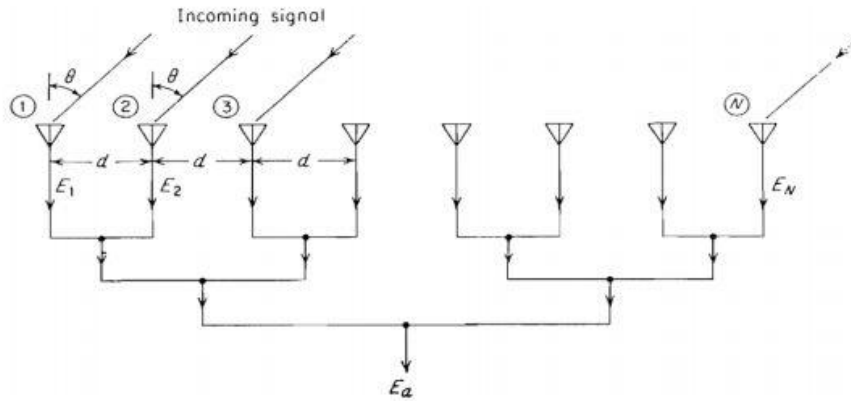 Incoming signal
θ θ
1 2 3 N
d d d
E1 E2 EN
Ea